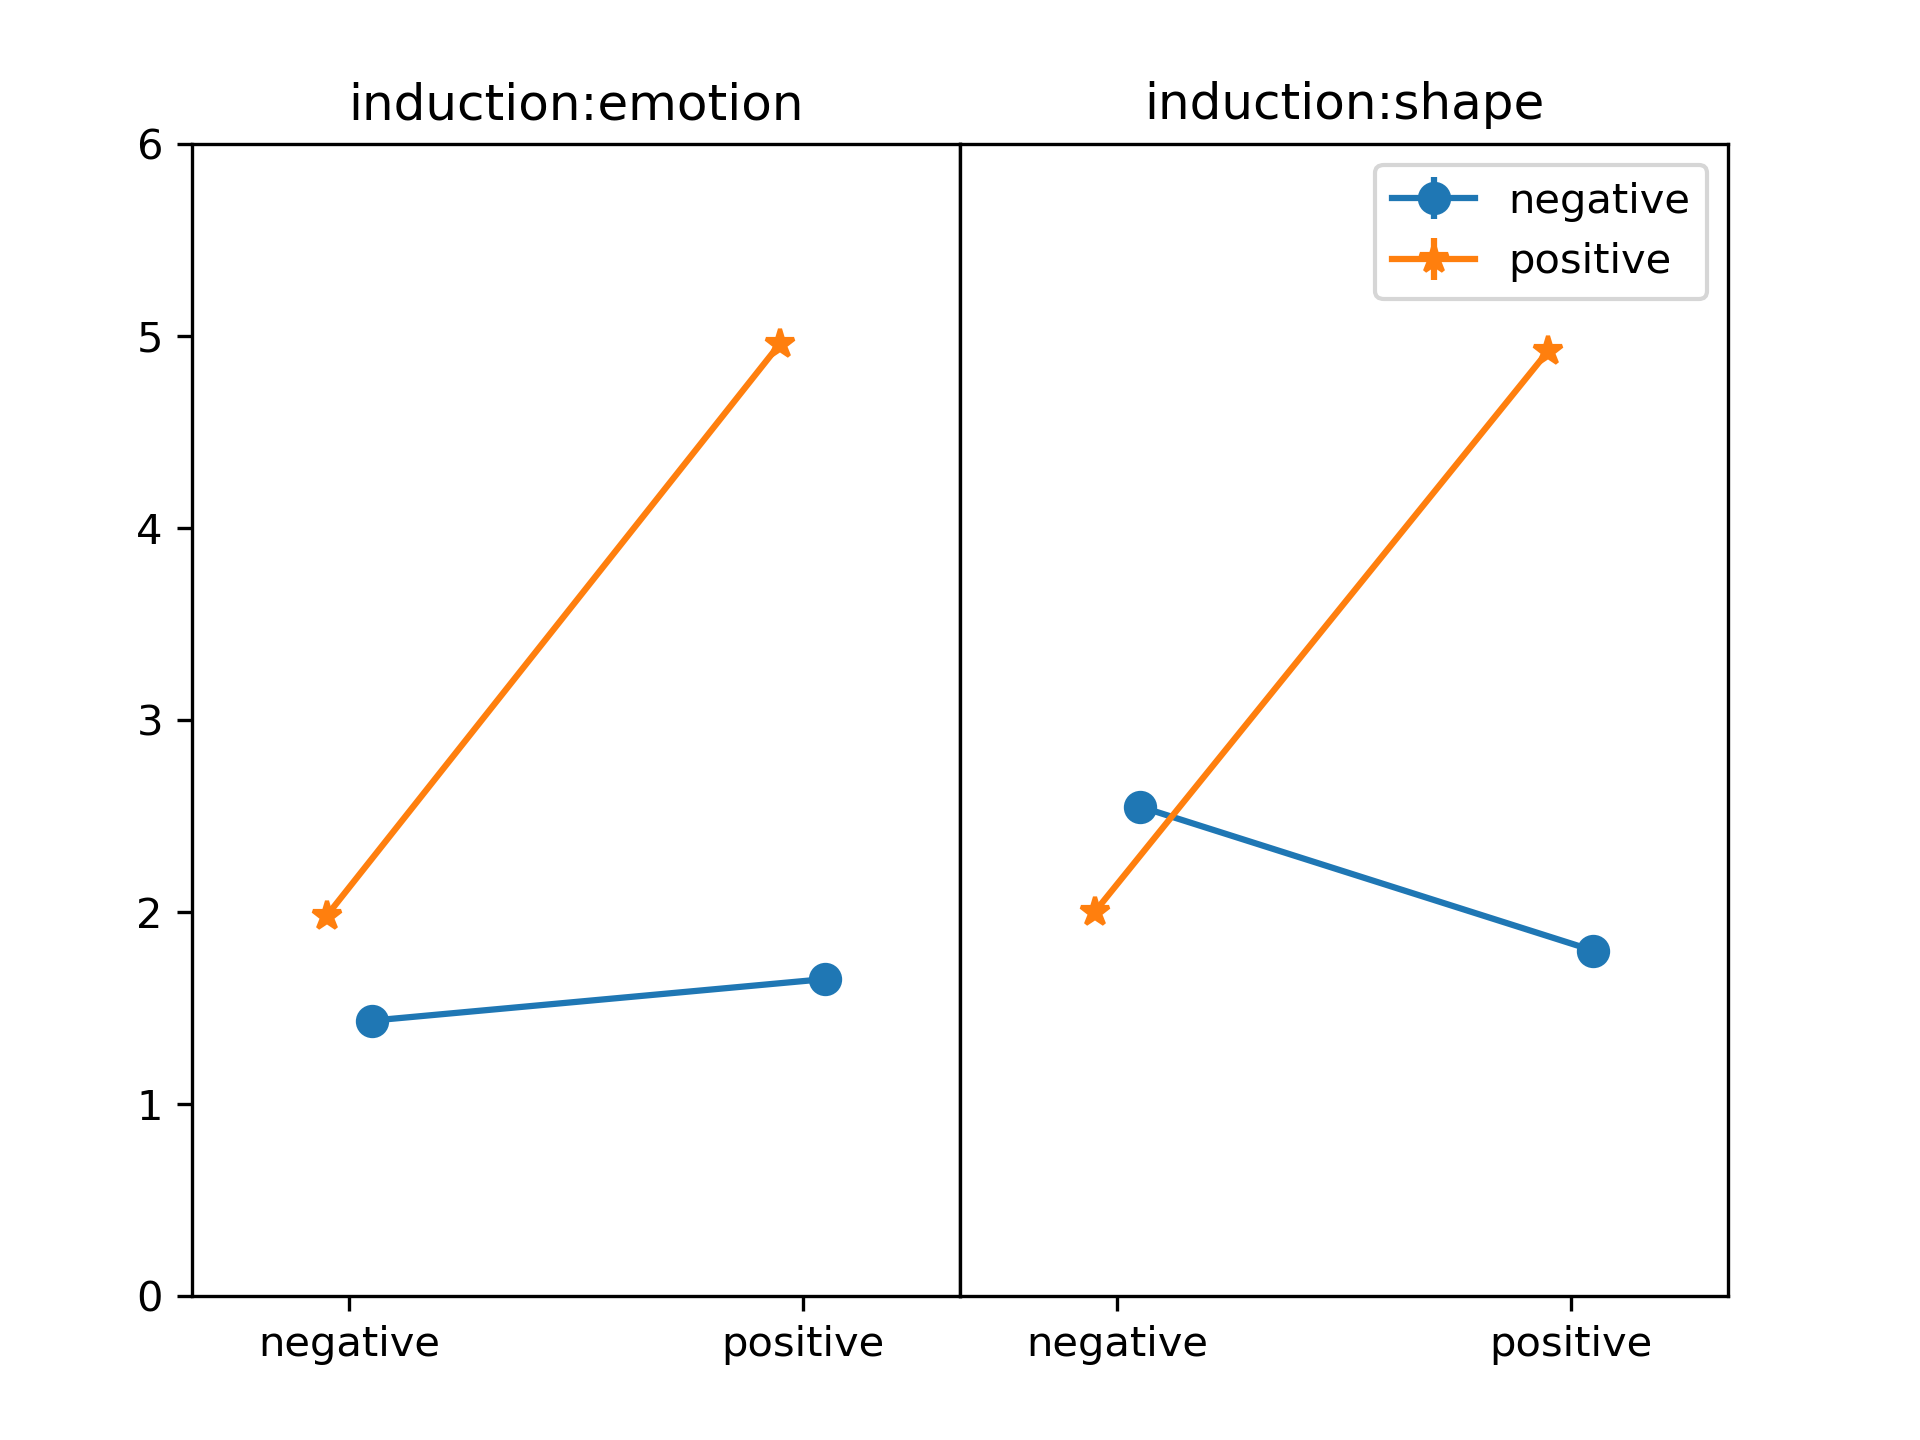 induction:emotion
induction:shape
6
5
4
3
2
1
0
negative
positive
negative
positive
negative
positive